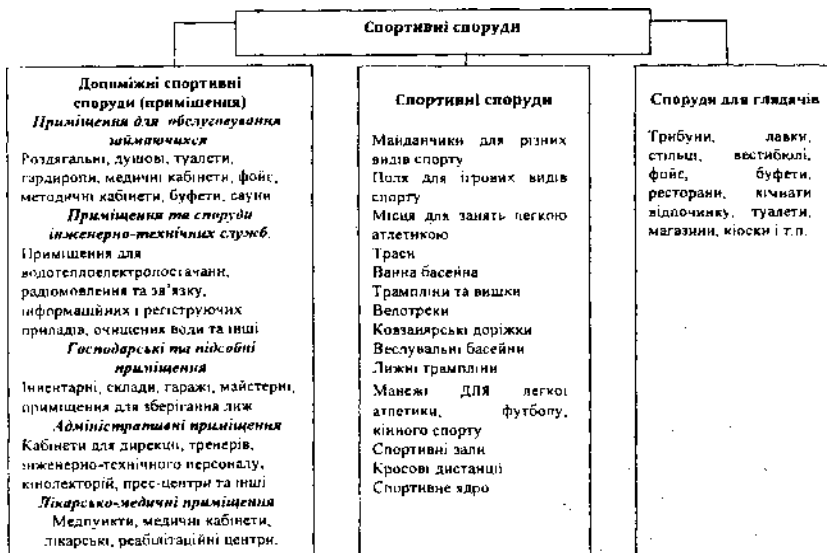 Спортивні споруди
Допоміжні спортивні
споруди (приміщення)
Приміщення для обслуговування
займаючихся
Роздягальні, душові, туалети,
гардиропи, медичні кабінети, фойє,
методичні кабінети, буфети, сауни
Приміщення та споруди
інженерно-технічних служб.
Приміщення для
водотеплоелектропостачани,
радіомовлення та зв'язку,
інформаційних і регіструючих
приладів, очищених води та інші
Господарські та підсобні
приміщення
Інвентарні, склади, гаражі, майстерні,
приміщення для зберігання лиж
Адміністративні приміщення
Кабінети для дирекції, тренерів,
інженерно-технічного персоналу,
кінолекторій, прес-центри та інші
Лікарсько-медичні приміщення
Медпункти, медичні кабінети,
лікарські, реабілітаційні центри.
Спортивні споруди
Майданчики для різних
видів спорту
Поля для ігрових видів
спорту
Місця для занять легкою
атлетикою
Траси
Ванка басейна
Трампліни та вишки
Велотреки
Ковзанярські доріжки
Веслувальні басейни
Лижні трампліни
Манежі ДЛЯ легкої
атлетики, футболу,
кінного спорту
Спортивні зали
Кросові дистанції
Спортивне ядро
Споруди для глядачів
Трибуни, лавки,
стільці, вестибюлі,
фойє, буфети,
ресторани, кімнати
відпочинку, туалети,
магазини, кіоски і т.п.